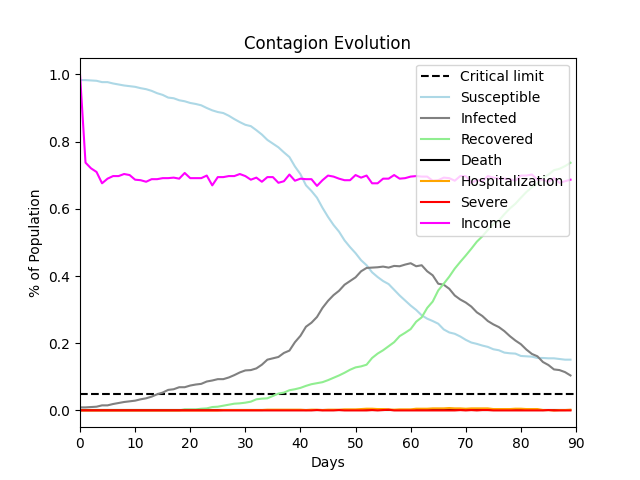 Contagion Evolution
% of Population
1.0
0.8
0.6
0.4
0.2
0.0
0 10 20 30 40 50 60 70 80 90
Days
Critical limit
Susceptible
Infected
Recovered
Death
Hospitalization
Severe
Income